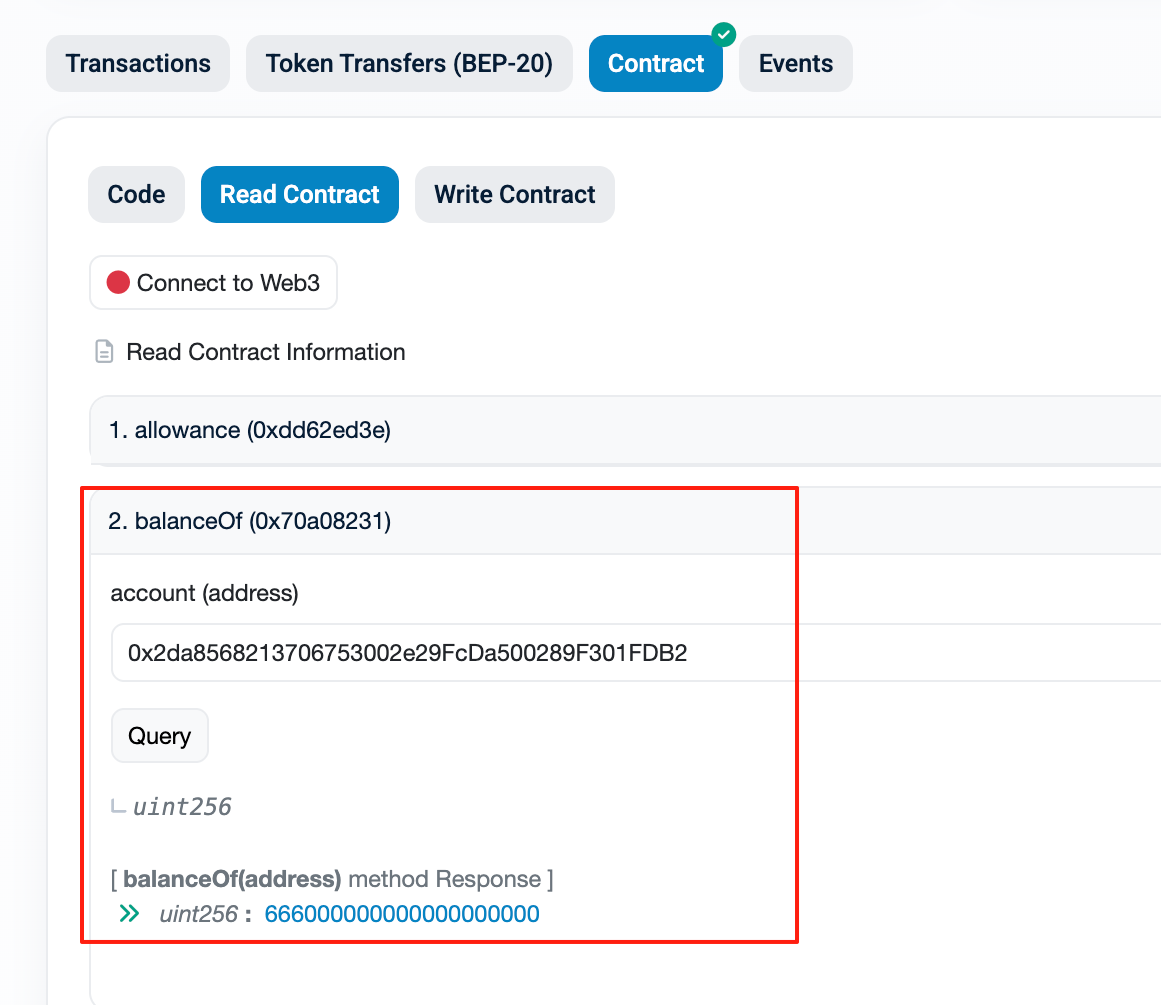 Transactions
Token Transfers (BEP-20)
Contract
Events
Code
Read Contract
Write Contract
Connect to Web3
Read Contract Information
1. allowance (0xdd62ed3e)
2. balanceOf (0x70a08231)
account (address)
0x2da8568213706753002e29FcDa500289F301FDB2
Query
uint256
[ balanceOf(address) method Response ]
uint256 : 666000000000000000000